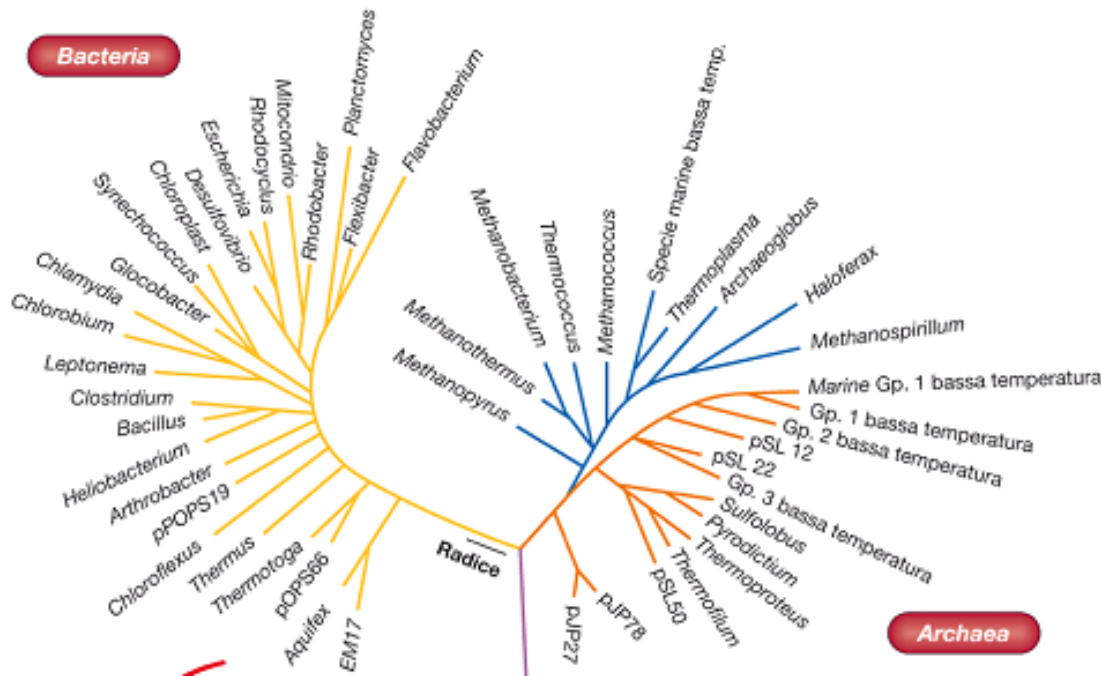 Bacteria
Planctomyces
Flavobacterium
Mitocondrio
Rhodocyclus
Escherichia
Rhodobacter
Flexibacter
Desulfovibrio
Chloroplast
Synechococcus
Glocobacter
Chlamydia
Chlorobium
Leptonema
Clostridium
Bacillus
Heliobacterium
Arthrobacter
pPOPS19
Chloroflexus
Thermus
Thermotoga
pOPS66
Aquifex
EM17
Radice
Methanopyrus
Methanothermus
Methanobacterium
Thermococcus
Methanococcus
Specie marine bassa temp.
Thermoplasma
Archaeoglobus
Haloferax
Methanospirillum
Marine Gp. 1 bassa temperatura
Gp. 1 bassa temperatura
Gp. 2 bassa temperatura
pSL 12
pSL 22
Gp. 3 bassa temperatura
Sulfolobus
Pyrodictium
Thermoproteus
Thermofilum
pSL50
pJP78
pJP27
Archaea